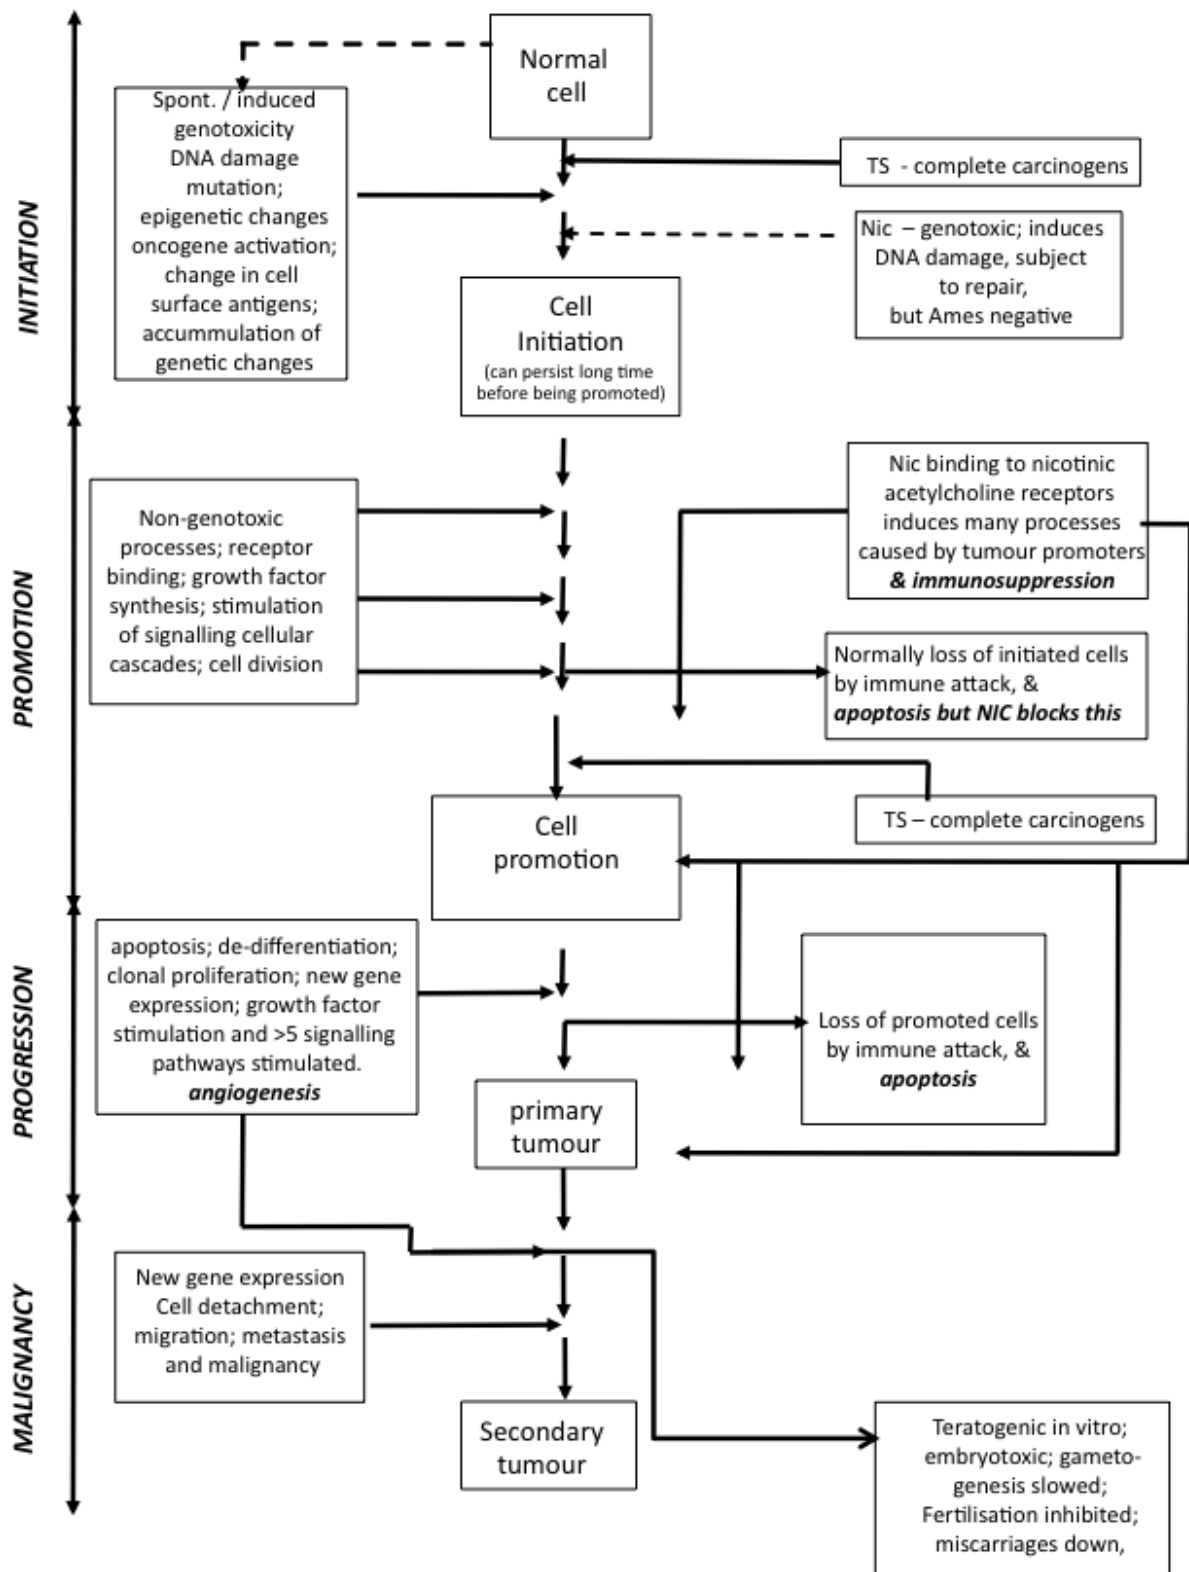 Normal
cell
Spont. / induced
genotoxicity
DNA damage
mutation;
epigenetic changes
oncogene activation;
change in cell
surface antigens;
accummulation of
genetic changes
TS - complete carcinogens
Nic – genotoxic; induces
DNA damage, subject
to repair,
but Ames negative
INITIATION
Cell
Initiation
(can persist long time
before being promoted)
Nic binding to nicotinic
acetylcholine receptors
induces many processes
caused by tumour promoters
& immunosuppression
Non-genotoxic
processes; receptor
binding; growth factor
synthesis; stimulation
of signalling cellular
cascades; cell division
PROMOTION
Normally loss of initiated cells
by immune attack, &
apoptosis but NIC blocks this
TS – complete carcinogens
Cell
promotion
apoptosis; de-differentiation;
clonal proliferation; new gene
expression; growth factor
stimulation and >5 signalling
pathways stimulated.
angiogenesis
PROGRESSION
Loss of promoted cells
by immune attack, &
apoptosis
primary
tumour
New gene expression
Cell detachment;
migration; metastasis
and malignancy
MALIGNANCY
Secondary
tumour
Teratogenic in vitro;
embryotoxic; gameto-
genesis slowed;
Fertilisation inhibited;
miscarriages down,